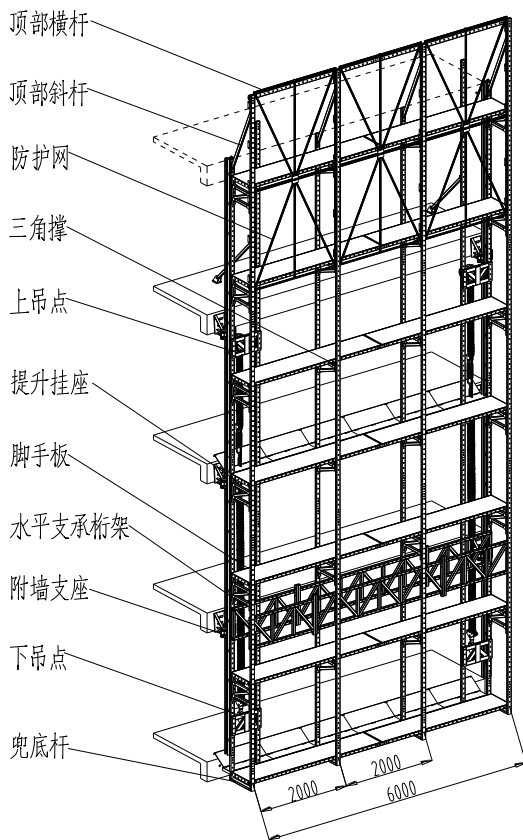 顶部横杆
顶部斜杆
防护网
三角撑
上吊点
提升挂座
脚手板
水平支承桁架
附墙支座
下吊点
兜底杆
2000
2000
6000